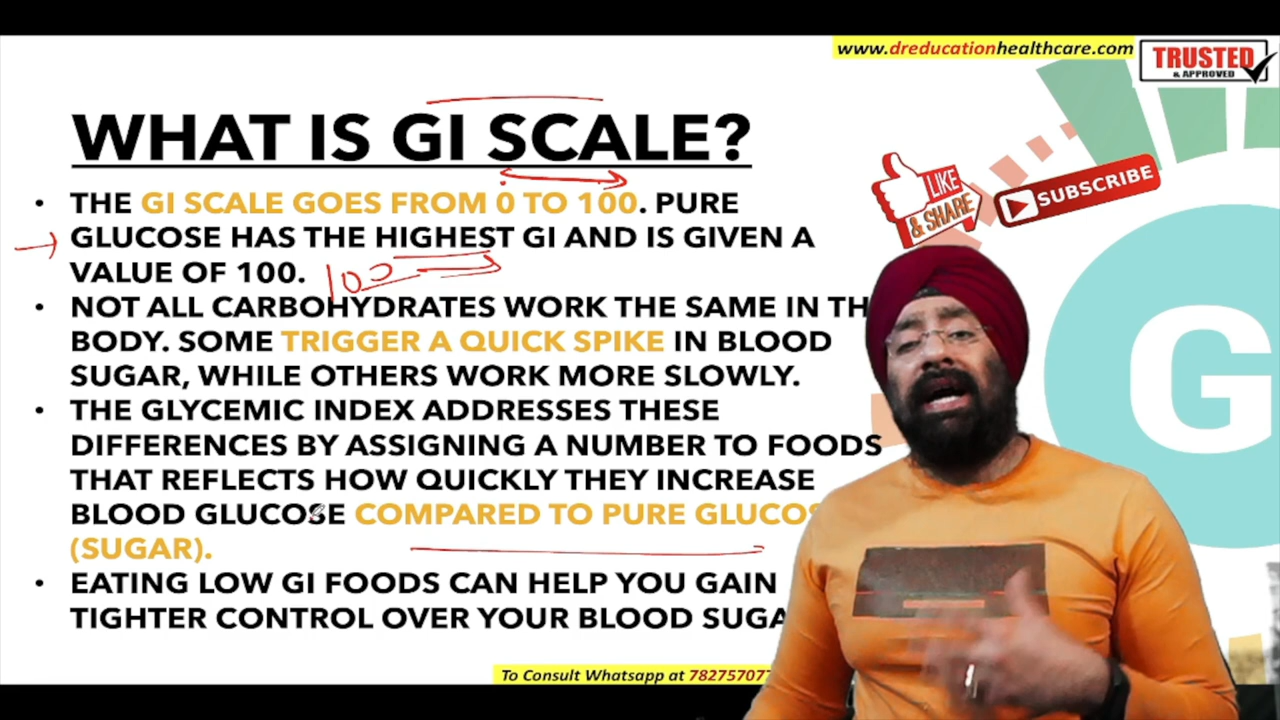 www.dreducationhealthcare.com
TRUSTED
& APPROVED
WHAT IS GI SCALE?
LIKE
& SHARE
SUBSCRIBE
• THE GI SCALE GOES FROM 0 TO 100. PURE
GLUCOSE HAS THE HIGHEST GI AND IS GIVEN A
VALUE OF 100.
100
• NOT ALL CARBOHYDRATES WORK THE SAME IN TH
BODY. SOME TRIGGER A QUICK SPIKE IN BLOOD
SUGAR, WHILE OTHERS WORK MORE SLOWLY.
• THE GLYCEMIC INDEX ADDRESSES THESE
DIFFERENCES BY ASSIGNING A NUMBER TO FOODS
THAT REFLECTS HOW QUICKLY THEY INCREASE
BLOOD GLUCOSE COMPARED TO PURE GLUCOS
(SUGAR).
• EATING LOW GI FOODS CAN HELP YOU GAIN
TIGHTER CONTROL OVER YOUR BLOOD SUGA
G
To Consult Whatsapp at 78275707